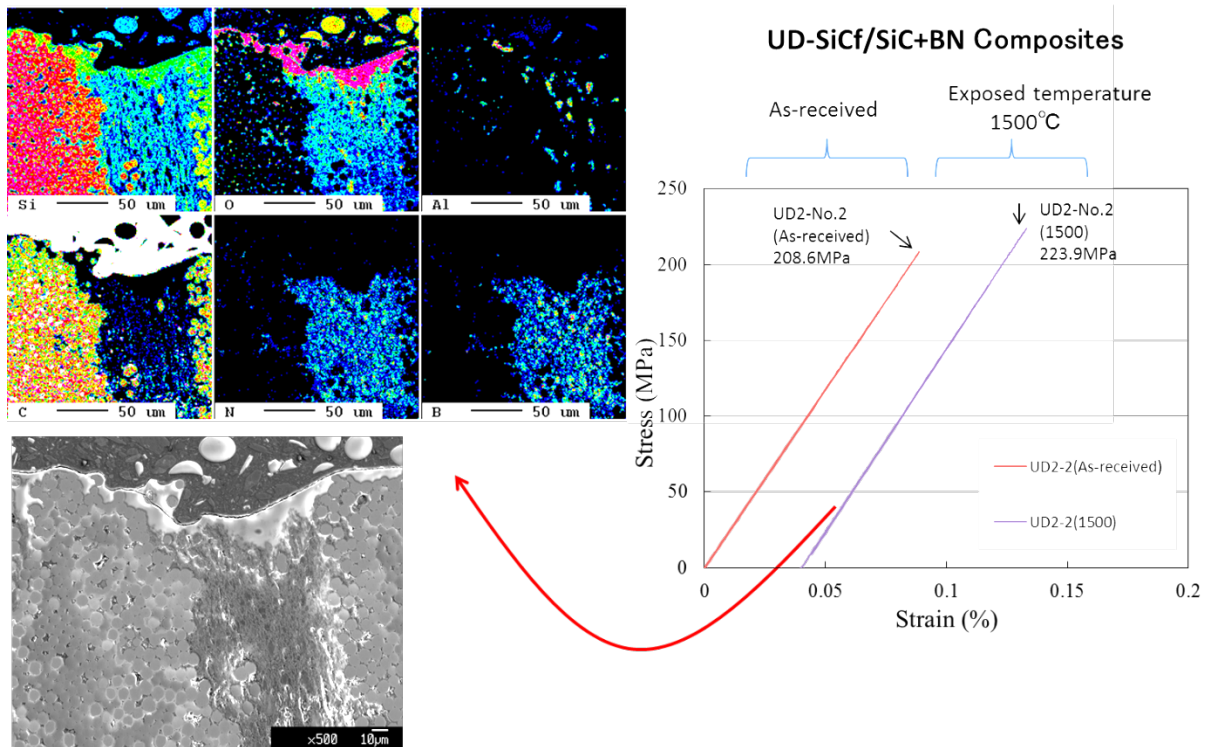 UD-SiCf/SiC+BN Composites
Si 50 um
O 50 um
Al 50 um
C 50 um
N 50 um
B 50 um
×500 10μm
As-received
Exposed temperature
1500℃
UD2-No.2
(As-received)
208.6MPa
UD2-No.2
(1500)
223.9MPa
Stress (MPa)
250
200
150
100
50
0
UD2-2(As-received)
UD2-2(1500)
0 0.05 0.1 0.15 0.2
Strain (%)